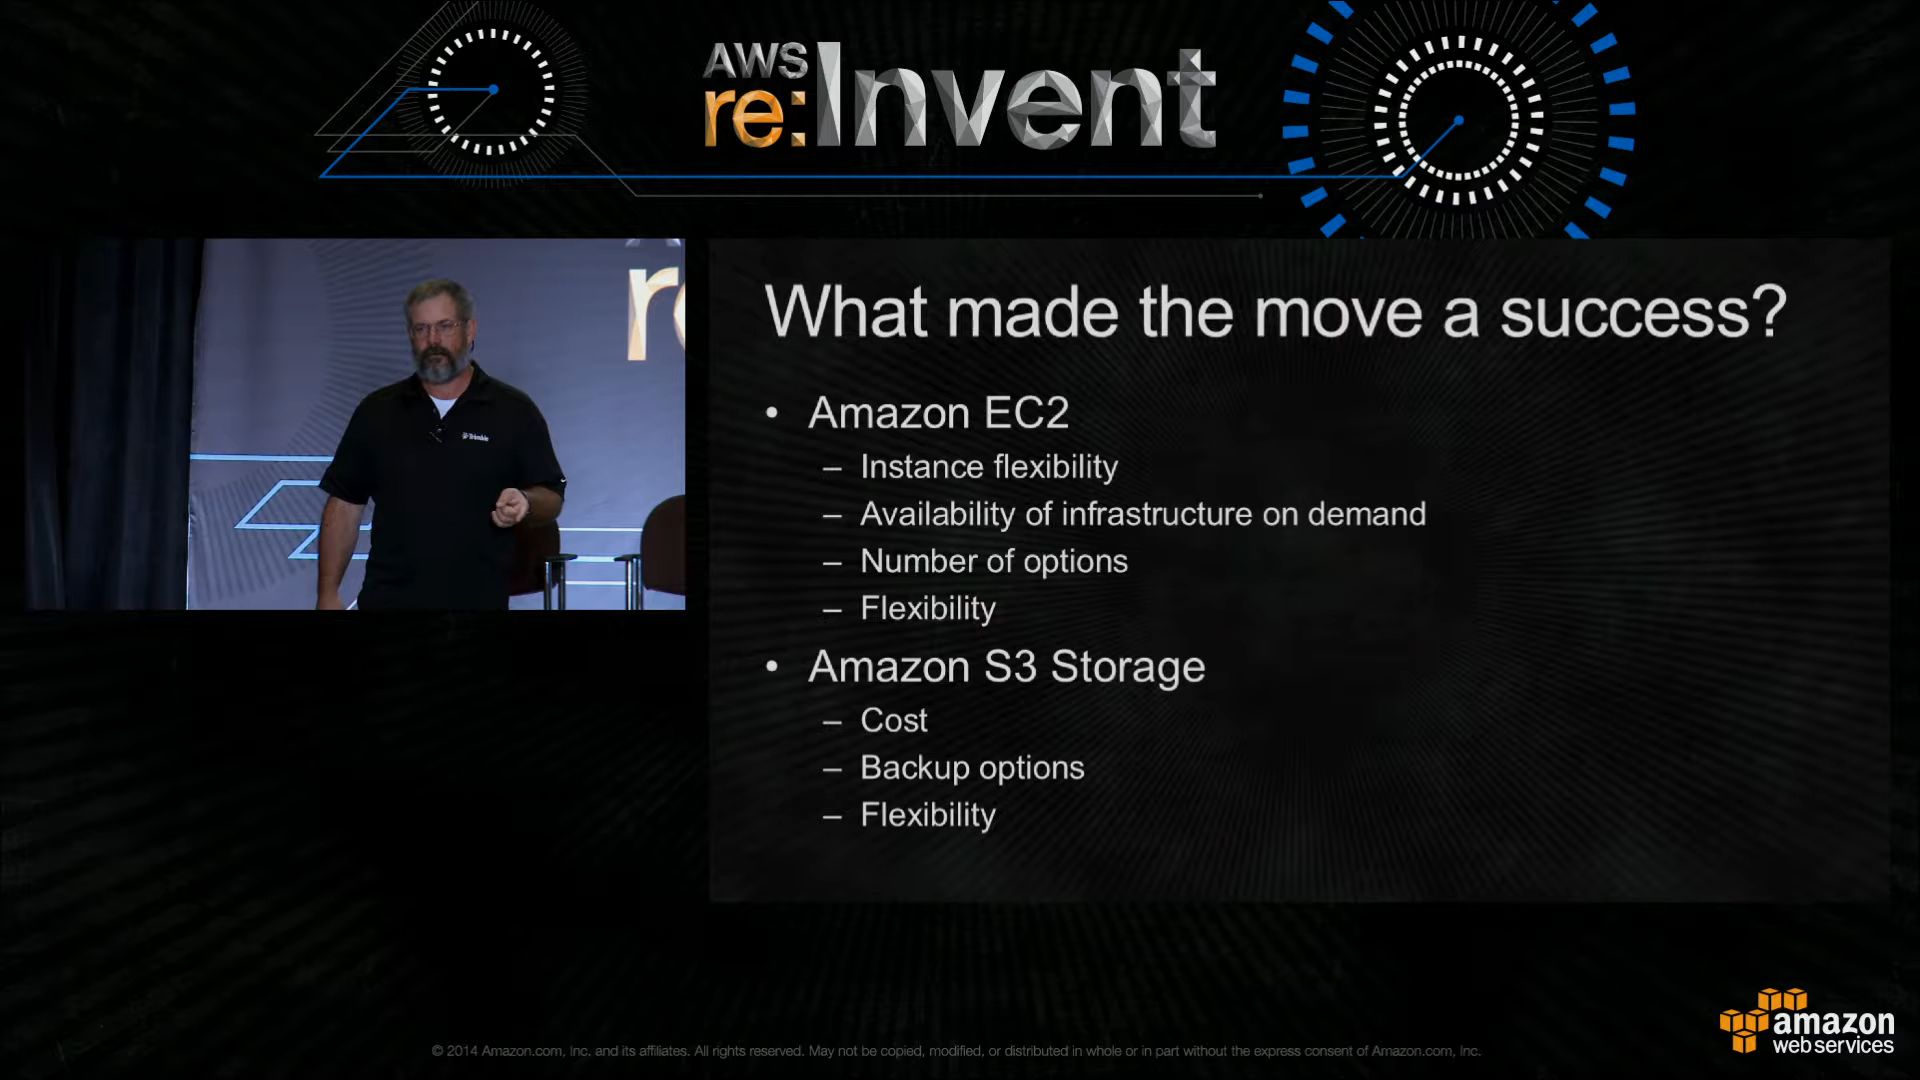 AWS
re:Invent
re
Trimble
What made the move a success?
• Amazon EC2
– Instance flexibility
– Availability of infrastructure on demand
– Number of options
– Flexibility
• Amazon S3 Storage
– Cost
– Backup options
– Flexibility
amazon
web services
© 2014 Amazon.com, Inc. and its affiliates. All rights reserved. May not be copied, modified, or distributed in whole or in part without the express consent of Amazon.com, Inc.